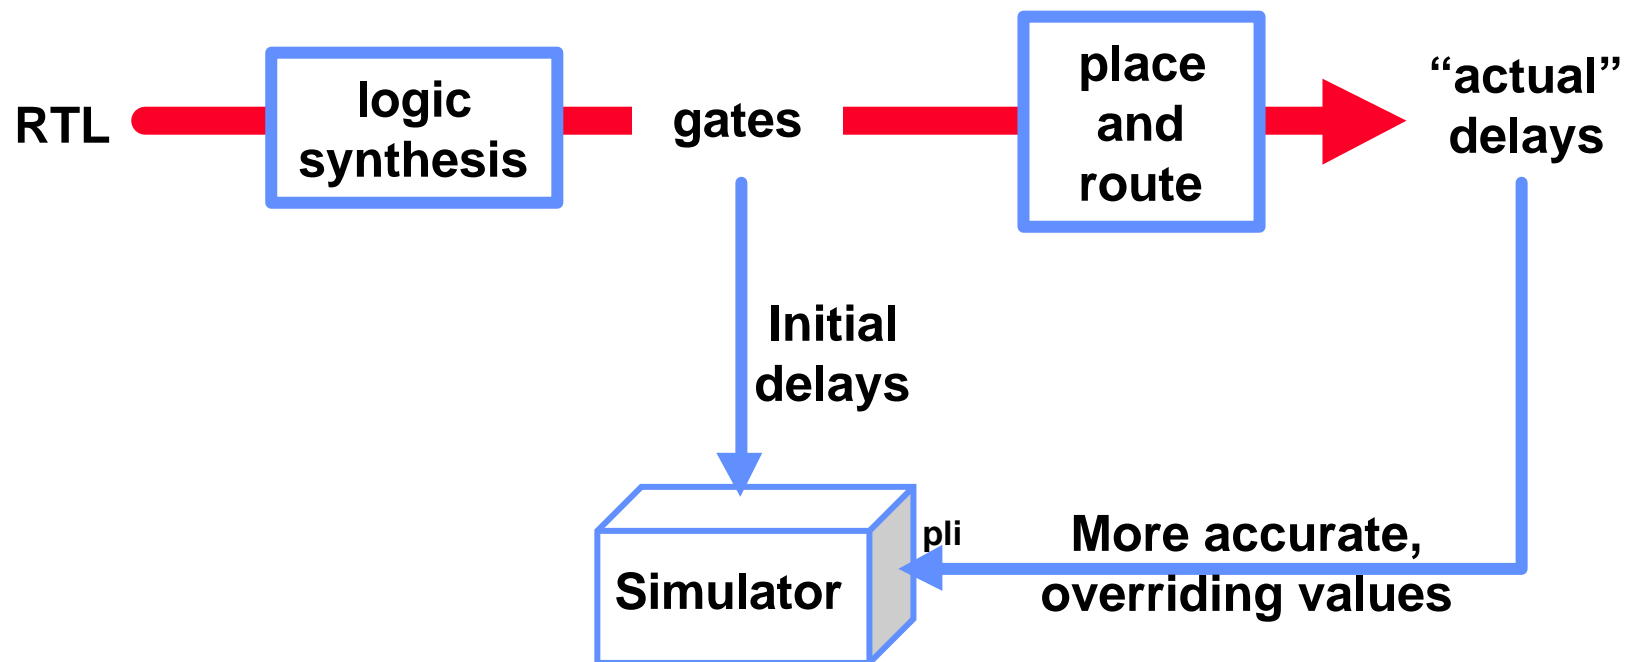 RTL
logic
synthesis
gates
place
and
route
“actual”
delays
Initial
delays
Simulator
pli
More accurate,
overriding values